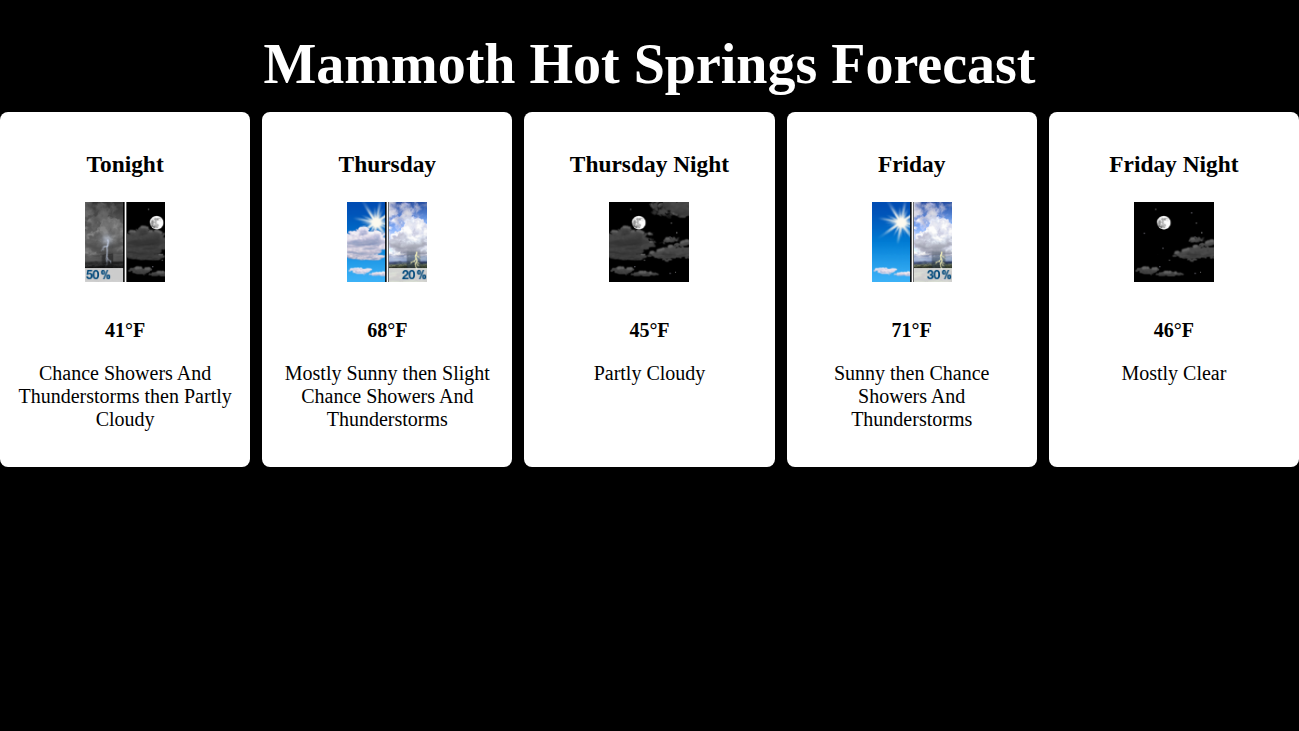 Mammoth Hot Springs Forecast
Tonight
50%
41°F
Chance Showers And
Thunderstorms then Partly
Cloudy
Thursday
20%
68°F
Mostly Sunny then Slight
Chance Showers And
Thunderstorms
Thursday Night
45°F
Partly Cloudy
Friday
30%
71°F
Sunny then Chance
Showers And
Thunderstorms
Friday Night
46°F
Mostly Clear